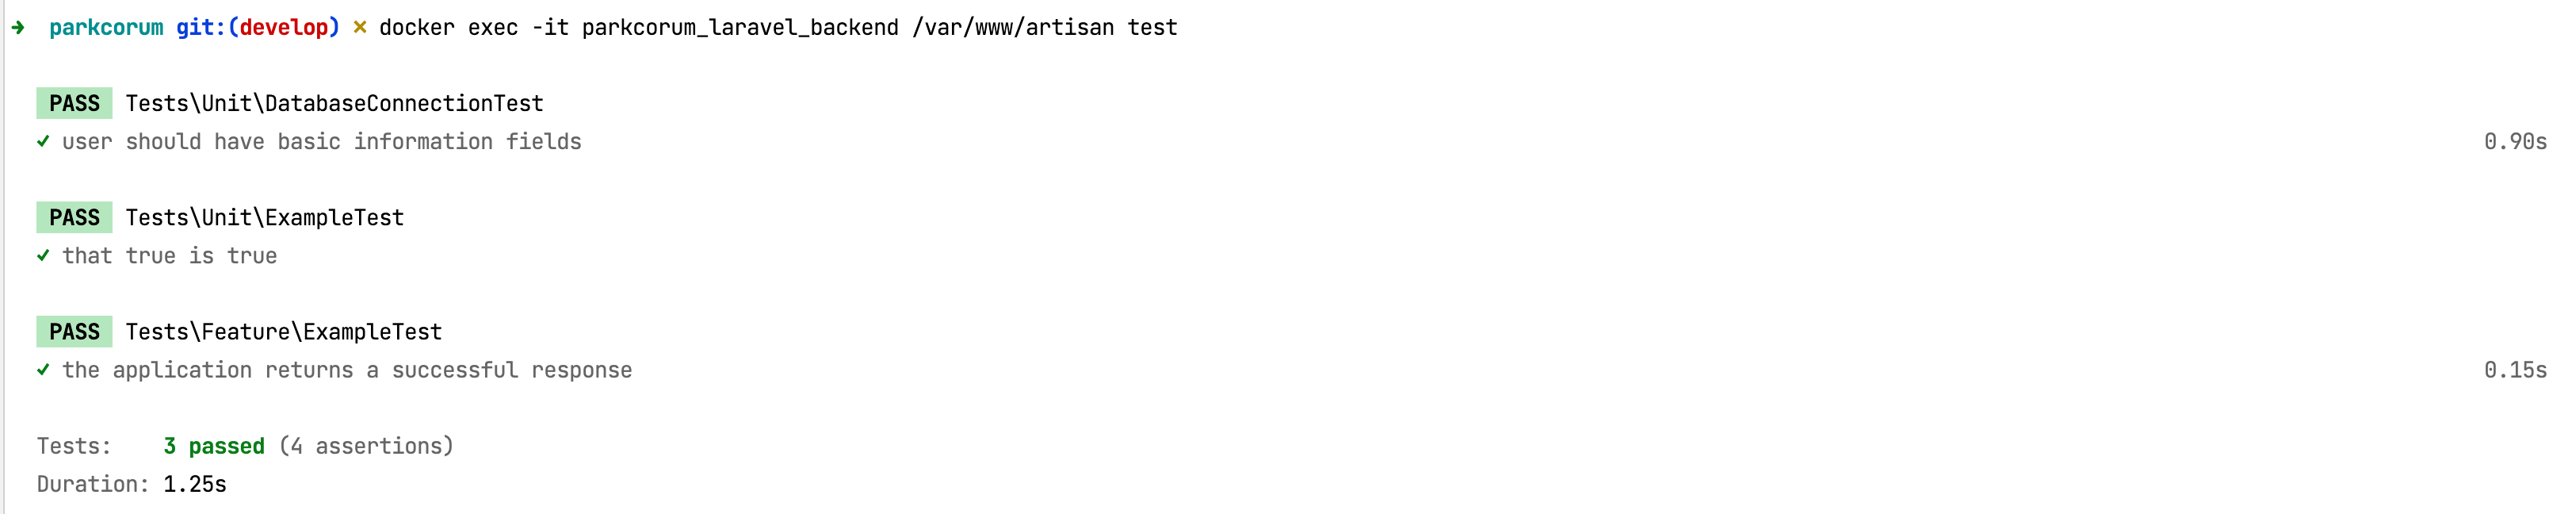 → parkcorum git:(develop) × docker exec -it parkcorum_laravel_backend /var/www/artisan test
PASS Tests\Unit\DatabaseConnectionTest
✓ user should have basic information fields 0.90s
PASS Tests\Unit\ExampleTest
✓ that true is true
PASS Tests\Feature\ExampleTest
✓ the application returns a successful response 0.15s
Tests: 3 passed (4 assertions)
Duration: 1.25s